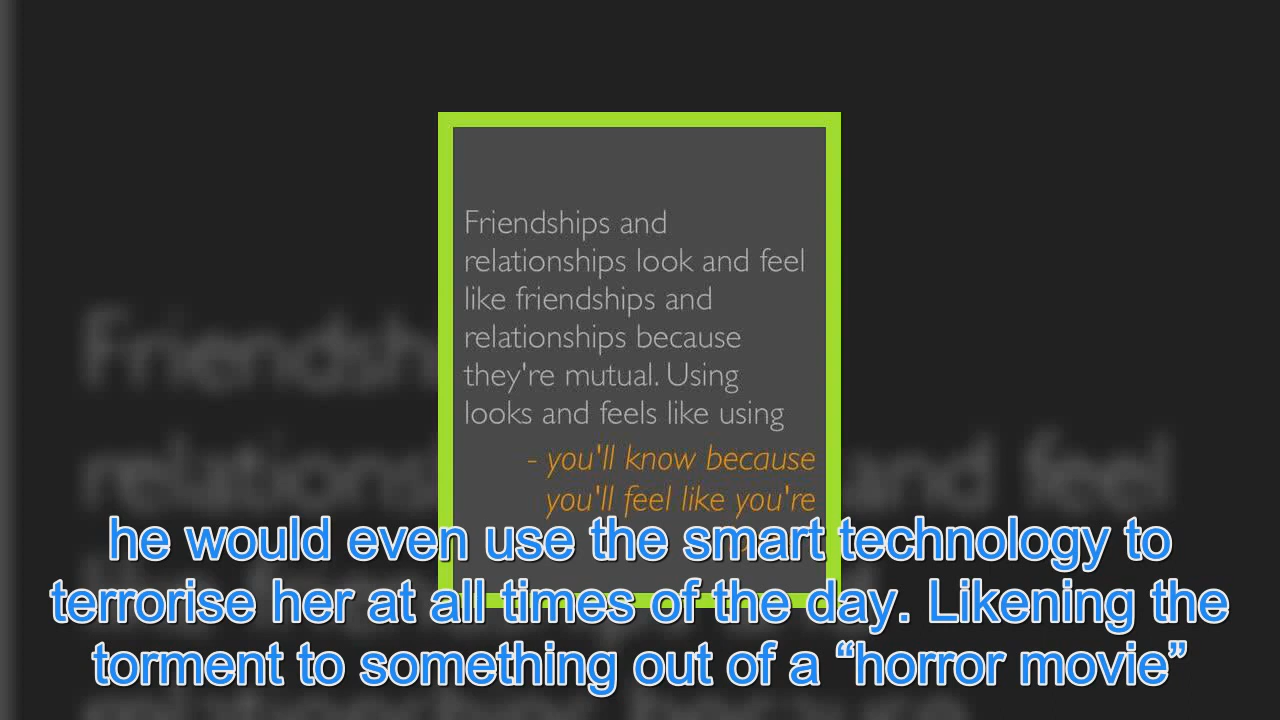 Friendships and
relationships look and feel
like friendships and
relationships because
they're mutual. Using
looks and feels like using
- you'll know because
you'll feel like you're
he would even use the smart technology to
terrorise her at all times of the day. Likening the
torment to something out of a “horror movie”